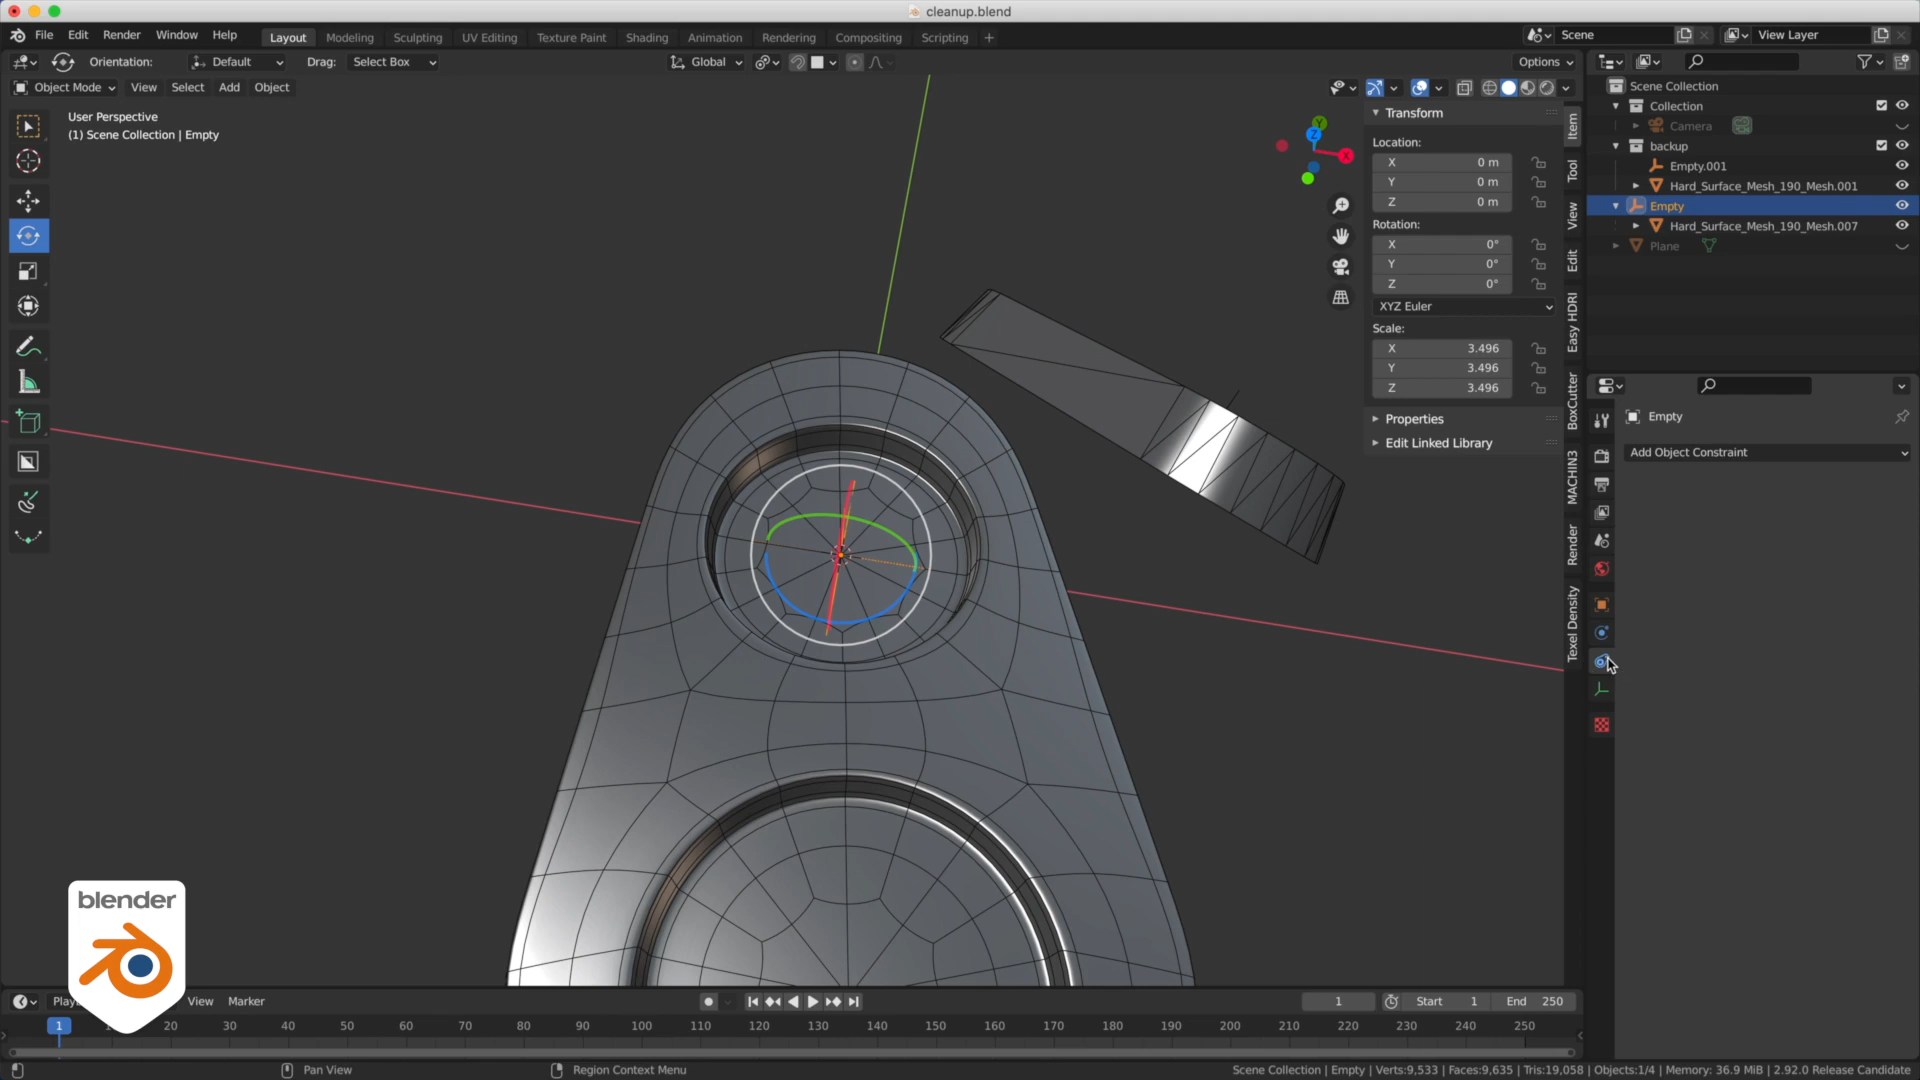 cleanup.blend
File Edit Render Window Help Layout Modeling Sculpting UV Editing Texture Paint Shading Animation Rendering Compositing Scripting + Scene View Layer
Orientation: Default Drag: Select Box Global Options
Object Mode View Select Add Object
User Perspective
(1) Scene Collection | Empty
Y
Z
X
Transform
Location:
X 0 m
Y 0 m
Z 0 m
Rotation:
X 0°
Y 0°
Z 0°
XYZ Euler
Scale:
X 3.496
Y 3.496
Z 3.496
Properties
Edit Linked Library
Item
Tool
View
Edit
Easy HDRI
BoxCutter
MACHIN3
Render
Texel Density
Scene Collection
Collection
Camera
backup
Empty.001
Hard_Surface_Mesh_190_Mesh.001
Empty
Hard_Surface_Mesh_190_Mesh.007
Plane
Empty
Add Object Constraint
blender
View Marker 1 Start 1 End 250
1 20 30 40 50 60 70 80 90 100 110 120 130 140 150 160 170 180 190 200 210 220 230 240 250
Pan View Region Context Menu Scene Collection | Empty | Verts:9,533 | Faces:9,635 | Tris:19,058 | Objects:1/4 | Memory: 36.9 MiB | 2.92.0 Release Candidate